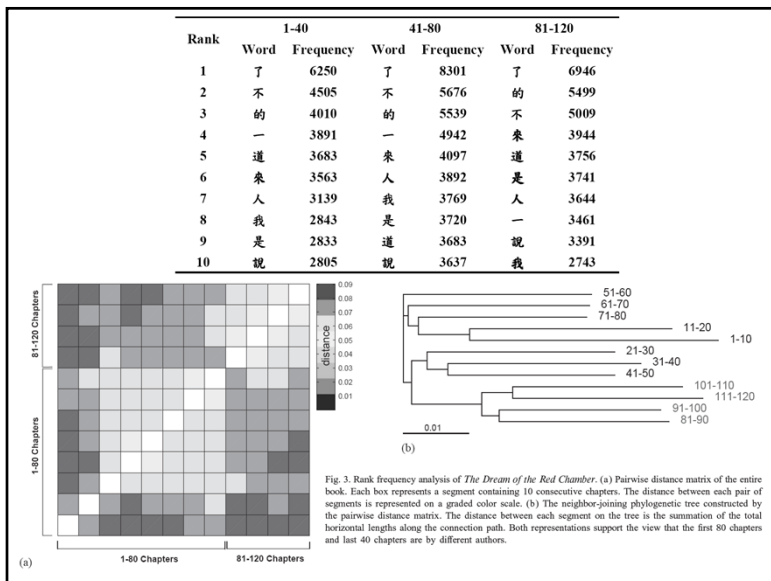 Rank 1-40 41-80 81-120
Word Frequency Word Frequency Word Frequency
1 了 6250 了 8301 了 6946
2 不 4505 不 5676 的 5499
3 的 4010 的 5539 不 5009
4 一 3891 一 4942 來 3944
5 道 3683 來 4097 道 3756
6 來 3563 人 3892 是 3741
7 人 3139 我 3769 人 3644
8 我 2843 是 3720 一 3461
9 是 2833 道 3683 說 3391
10 說 2805 說 3637 我 2743
81-120 Chapters
1-80 Chapters
1-80 Chapters
81-120 Chapters
(a)
distance
0.09
0.08
0.07
0.06
0.05
0.04
0.03
0.02
0.01
51-60
61-70
71-80
11-20
1-10
21-30
31-40
41-50
101-110
111-120
91-100
81-90
0.01
(b)
Fig. 3. Rank frequency analysis of The Dream of the Red Chamber. (a) Pairwise distance matrix of the entire
book. Each box represents a segment containing 10 consecutive chapters. The distance between each pair of
segments is represented on a graded color scale. (b) The neighbor-joining phylogenetic tree constructed by
the pairwise distance matrix. The distance between each segment on the tree is the summation of the total
horizontal lengths along the connection path. Both representations support the view that the first 80 chapters
and last 40 chapters are by different authors.